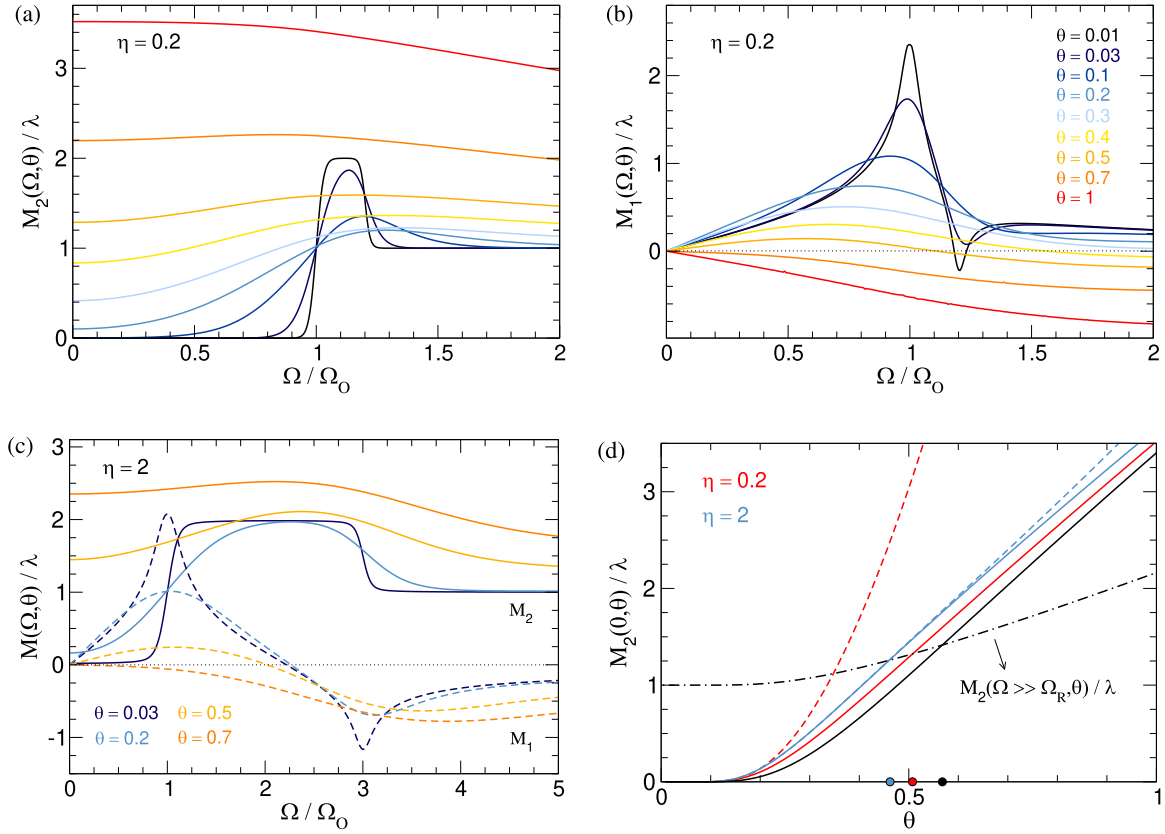 (a)
η = 0.2
M₂(Ω,θ) / λ
3
2
1
0
0
0.5
1
1.5
2
Ω / Ω_O
(b)
η = 0.2
M₁(Ω,θ) / λ
2
1
0
0
0.5
1
1.5
2
Ω / Ω_O
θ = 0.01
θ = 0.03
θ = 0.1
θ = 0.2
θ = 0.3
θ = 0.4
θ = 0.5
θ = 0.7
θ = 1
(c)
η = 2
M(Ω,θ) / λ
3
2
1
0
-1
M₂
M₁
θ = 0.03 θ = 0.5
θ = 0.2 θ = 0.7
0
1
2
3
4
5
Ω / Ω_O
(d)
η = 0.2
η = 2
M₂(0,θ) / λ
3
2
1
0
M₂(Ω >> Ω_R,θ) / λ
0
0.5
1
θ